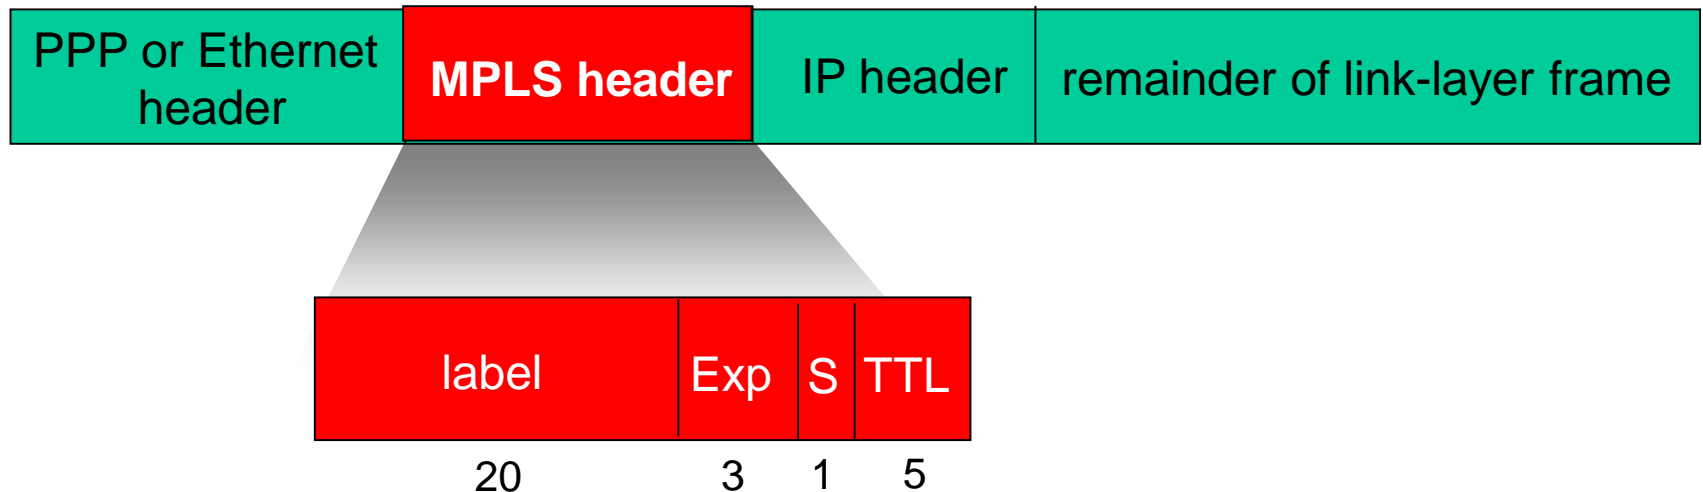 PPP or Ethernet
header
MPLS header
IP header
remainder of link-layer frame
label
Exp
S
TTL
20
3
1
5